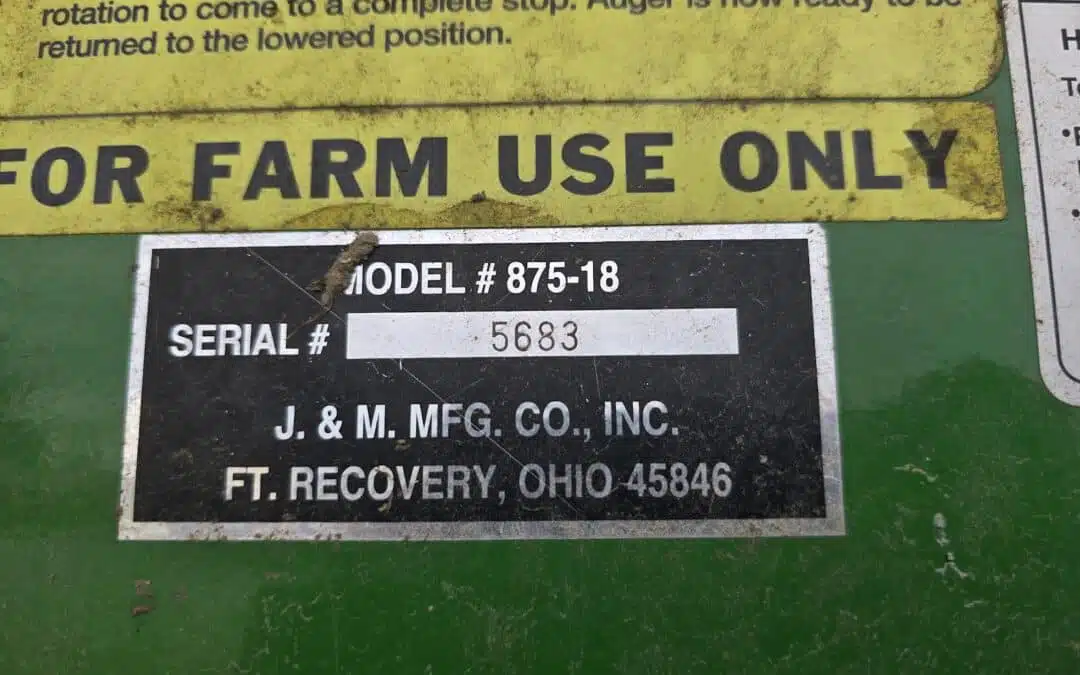 rotation to come to a complete stop. Auger is now ready to be
returned to the lowered position.
FOR FARM USE ONLY
MODEL # 875-18
SERIAL # 5683
J. & M. MFG. CO., INC.
FT. RECOVERY, OHIO 45846